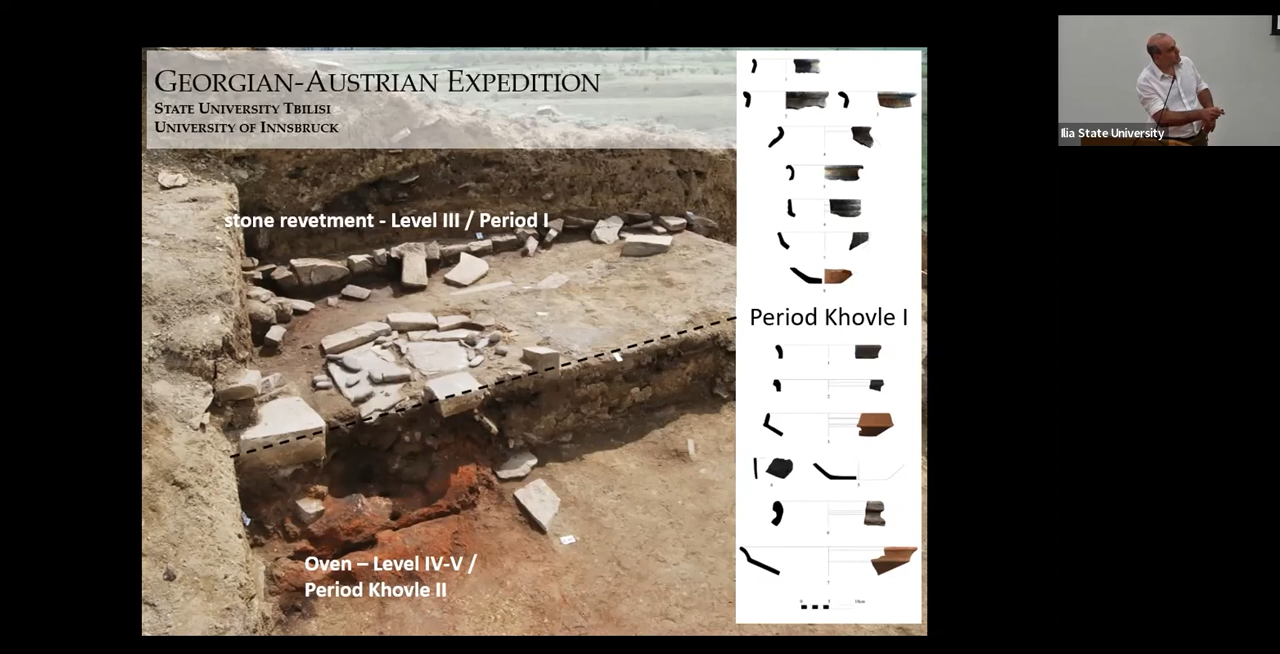 GEORGIAN-AUSTRIAN EXPEDITION
STATE UNIVERSITY TBILISI
UNIVERSITY OF INNSBRUCK
stone revetment - Level III / Period I
Period Khovle I
Oven – Level IV-V /
Period Khovle II
Ilia State University